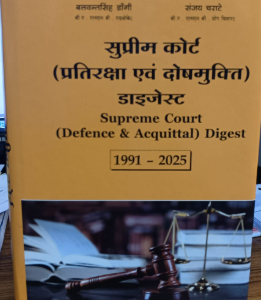 बलवन्तसिंह डाँगी
संजय चराटे
सुप्रीम कोर्ट
(प्रतिरक्षा एवं दोषमुक्ति)
डाइजेस्ट
Supreme Court
(Defence & Acquittal) Digest
1991 – 2025